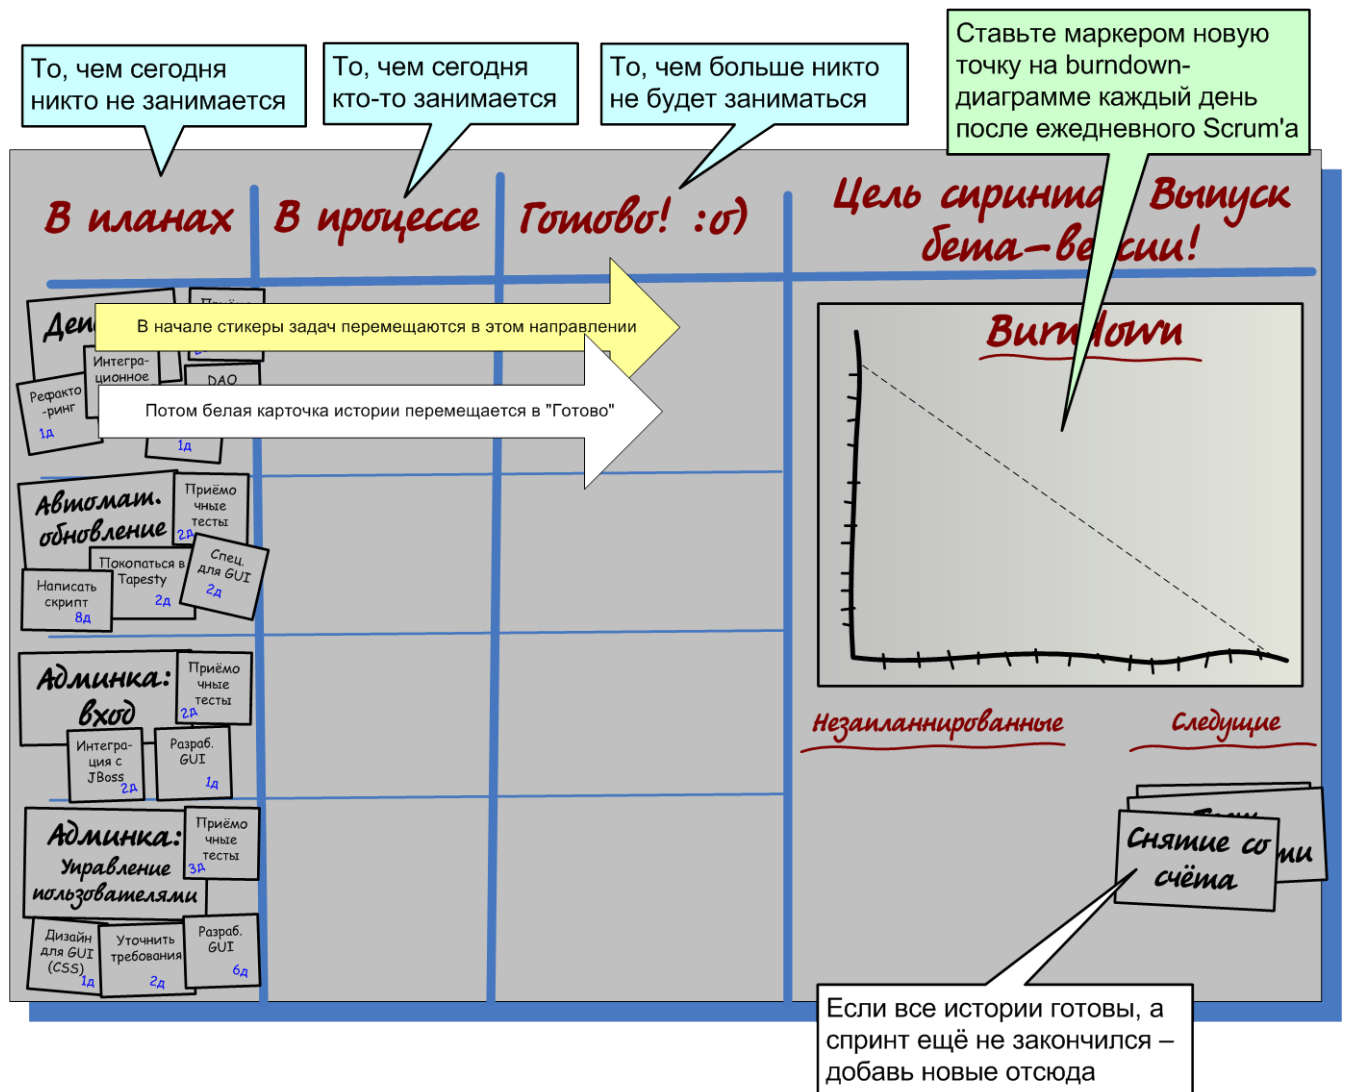 То, чем сегодня
никто не занимается
То, чем сегодня
кто-то занимается
То, чем больше никто
не будет заниматься
Ставьте маркером новую
точку на burndown-
диаграмме каждый день
после ежедневного Scrum'а
В планах
В процессе
Готово! :о)
Цель спринта Выпуск
бета-версии!
В начале стикеры задач перемещаются в этом направлении
Потом белая карточка истории перемещается в "Готово"
Интегра-
ционное
DAO
Рефакто
-ринг
1д
1д
Burndown
Автомат.
обновление
Приёмо
чные
тесты
2д
Покопаться в
Tapesty
2д
Спец.
для GUI
2д
Написать
скрипт
8д
Админка:
вход
Приёмо
чные
тесты
2д
Интегра-
ция с
JBoss
2д
Разраб.
GUI
1д
Незапланнированные
Следущие
Админка:
Управление
пользователями
Приёмо
чные
тесты
3д
Дизайн
для GUI
(CSS)
1д
Уточнить
требования
2д
Разраб.
GUI
6д
Снятие со
счёта
Если все истории готовы, а
спринт ещё не закончился –
добавь новые отсюда